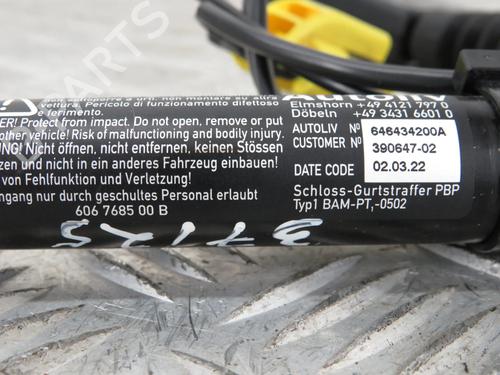 vettura. Pericolo di funzionamento difettoso
e ferimento.
ER! Protect from impact. Do not open, remove or put
other vehicle! Risk of malfunctioning and bodily injury.
NG! Nicht öffnen, nicht entfernen, keinen Stössen
en und nicht in ein anderes Fahrzeug einbauen!
von Fehlfunktion und Verletzung!
ngang nur durch geschultes Personal erlaubt
606 7685 00 B
37125
Autoliv
Elmshorn +49 4121 797 0
Döbeln +49 3431 6601 0
AUTOLIV Nº 646434200A
CUSTOMER Nº 390647-02
DATE CODE 02.03.22
Schloss-Gurtstraffer PBP
Typ1 BAM-PT,-0502